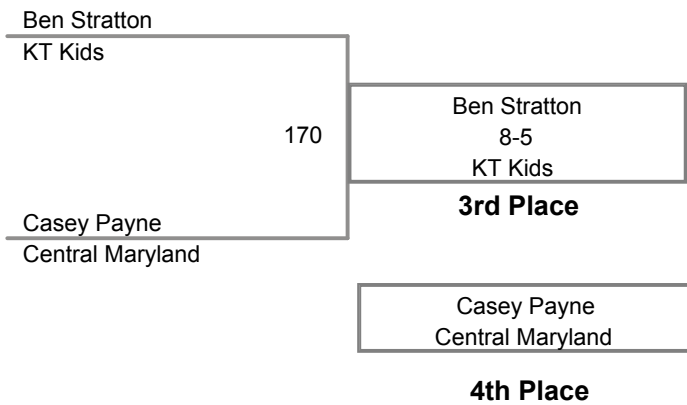 Ben Stratton
KT Kids
170
Ben Stratton
8-5
KT Kids
3rd Place
Casey Payne
Central Maryland
Casey Payne
Central Maryland
4th Place